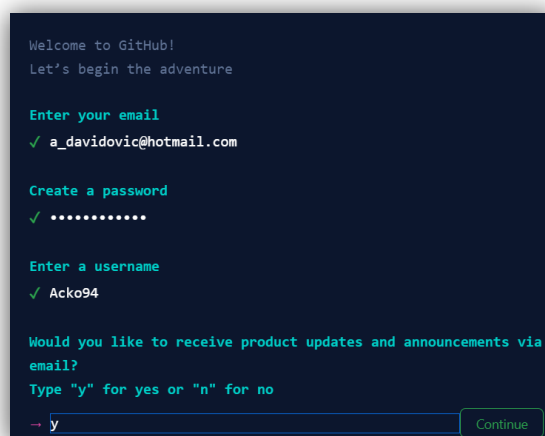 Welcome to GitHub!
Let’s begin the adventure
Enter your email
✓ a_davidovic@hotmail.com
Create a password
✓ ••••••••••••
Enter a username
✓ Acko94
Would you like to receive product updates and announcements via
email?
Type "y" for yes or "n" for no
→ y Continue